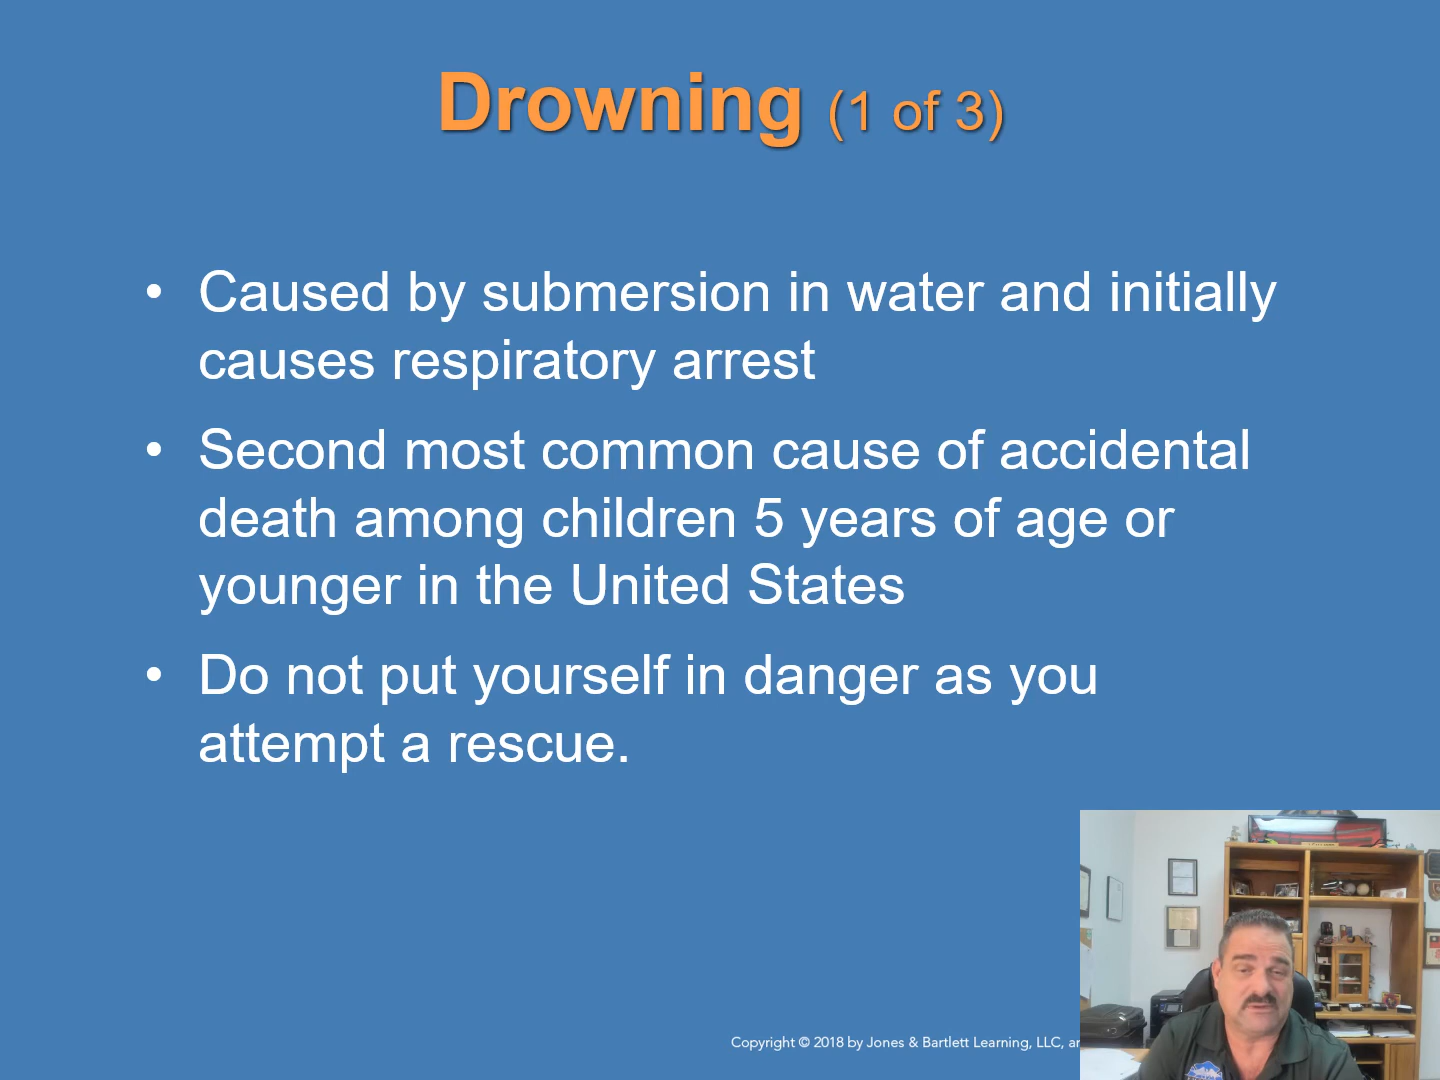 Drowning (1 of 3)
• Caused by submersion in water and initially
causes respiratory arrest
• Second most common cause of accidental
death among children 5 years of age or
younger in the United States
• Do not put yourself in danger as you
attempt a rescue.
Copyright © 2018 by Jones & Bartlett Learning, LLC,